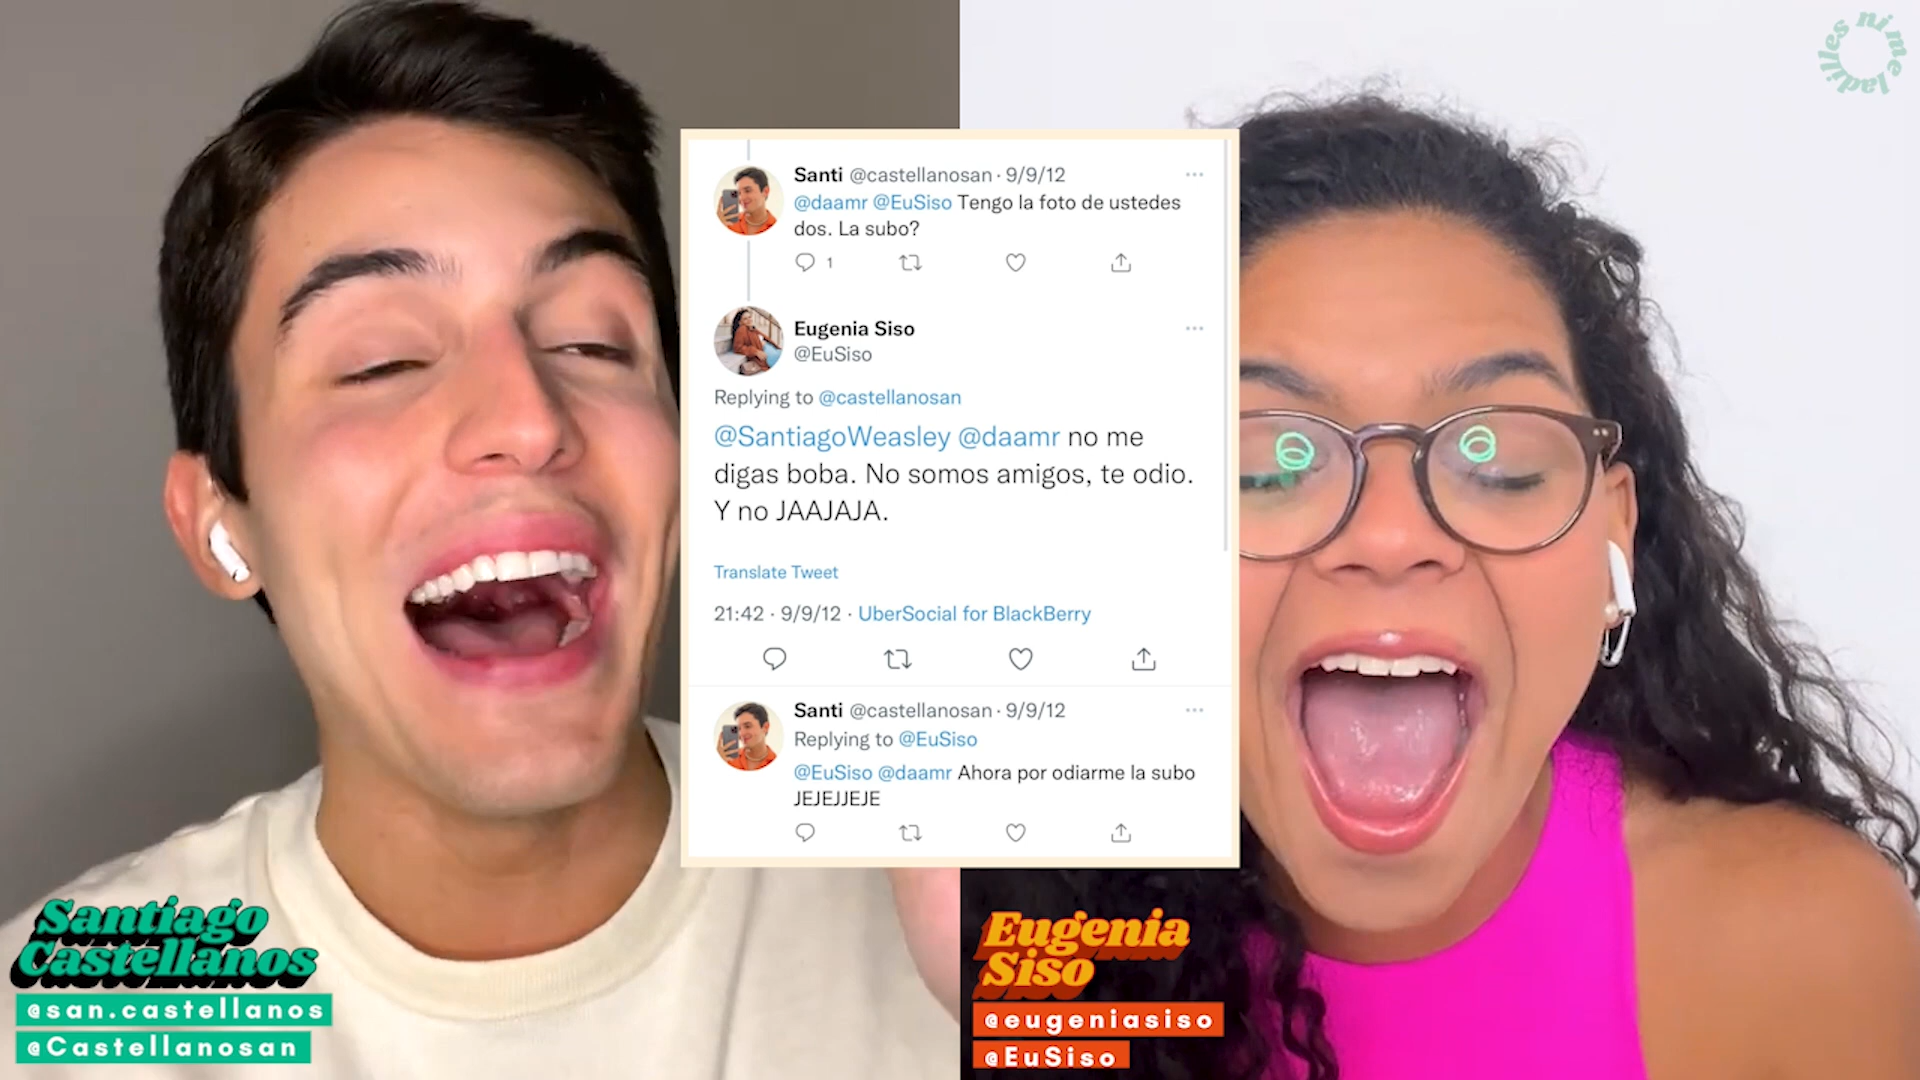 ni me ladilles
Santi @castellanosan · 9/9/12
@daamr @EuSiso Tengo la foto de ustedes
dos. La subo?
1
Eugenia Siso
@EuSiso
Replying to @castellanosan
@SantiagoWeasley @daamr no me
digas boba. No somos amigos, te odio.
Y no JAAJAJA.
Translate Tweet
21:42 · 9/9/12 · UberSocial for BlackBerry
Santi @castellanosan · 9/9/12
Replying to @EuSiso
@EuSiso @daamr Ahora por odiarme la subo
JEJEJJEJE
Santiago
Castellanos
@san.castellanos
@Castellanosan
Eugenia
Siso
@eugeniasiso
@EuSiso